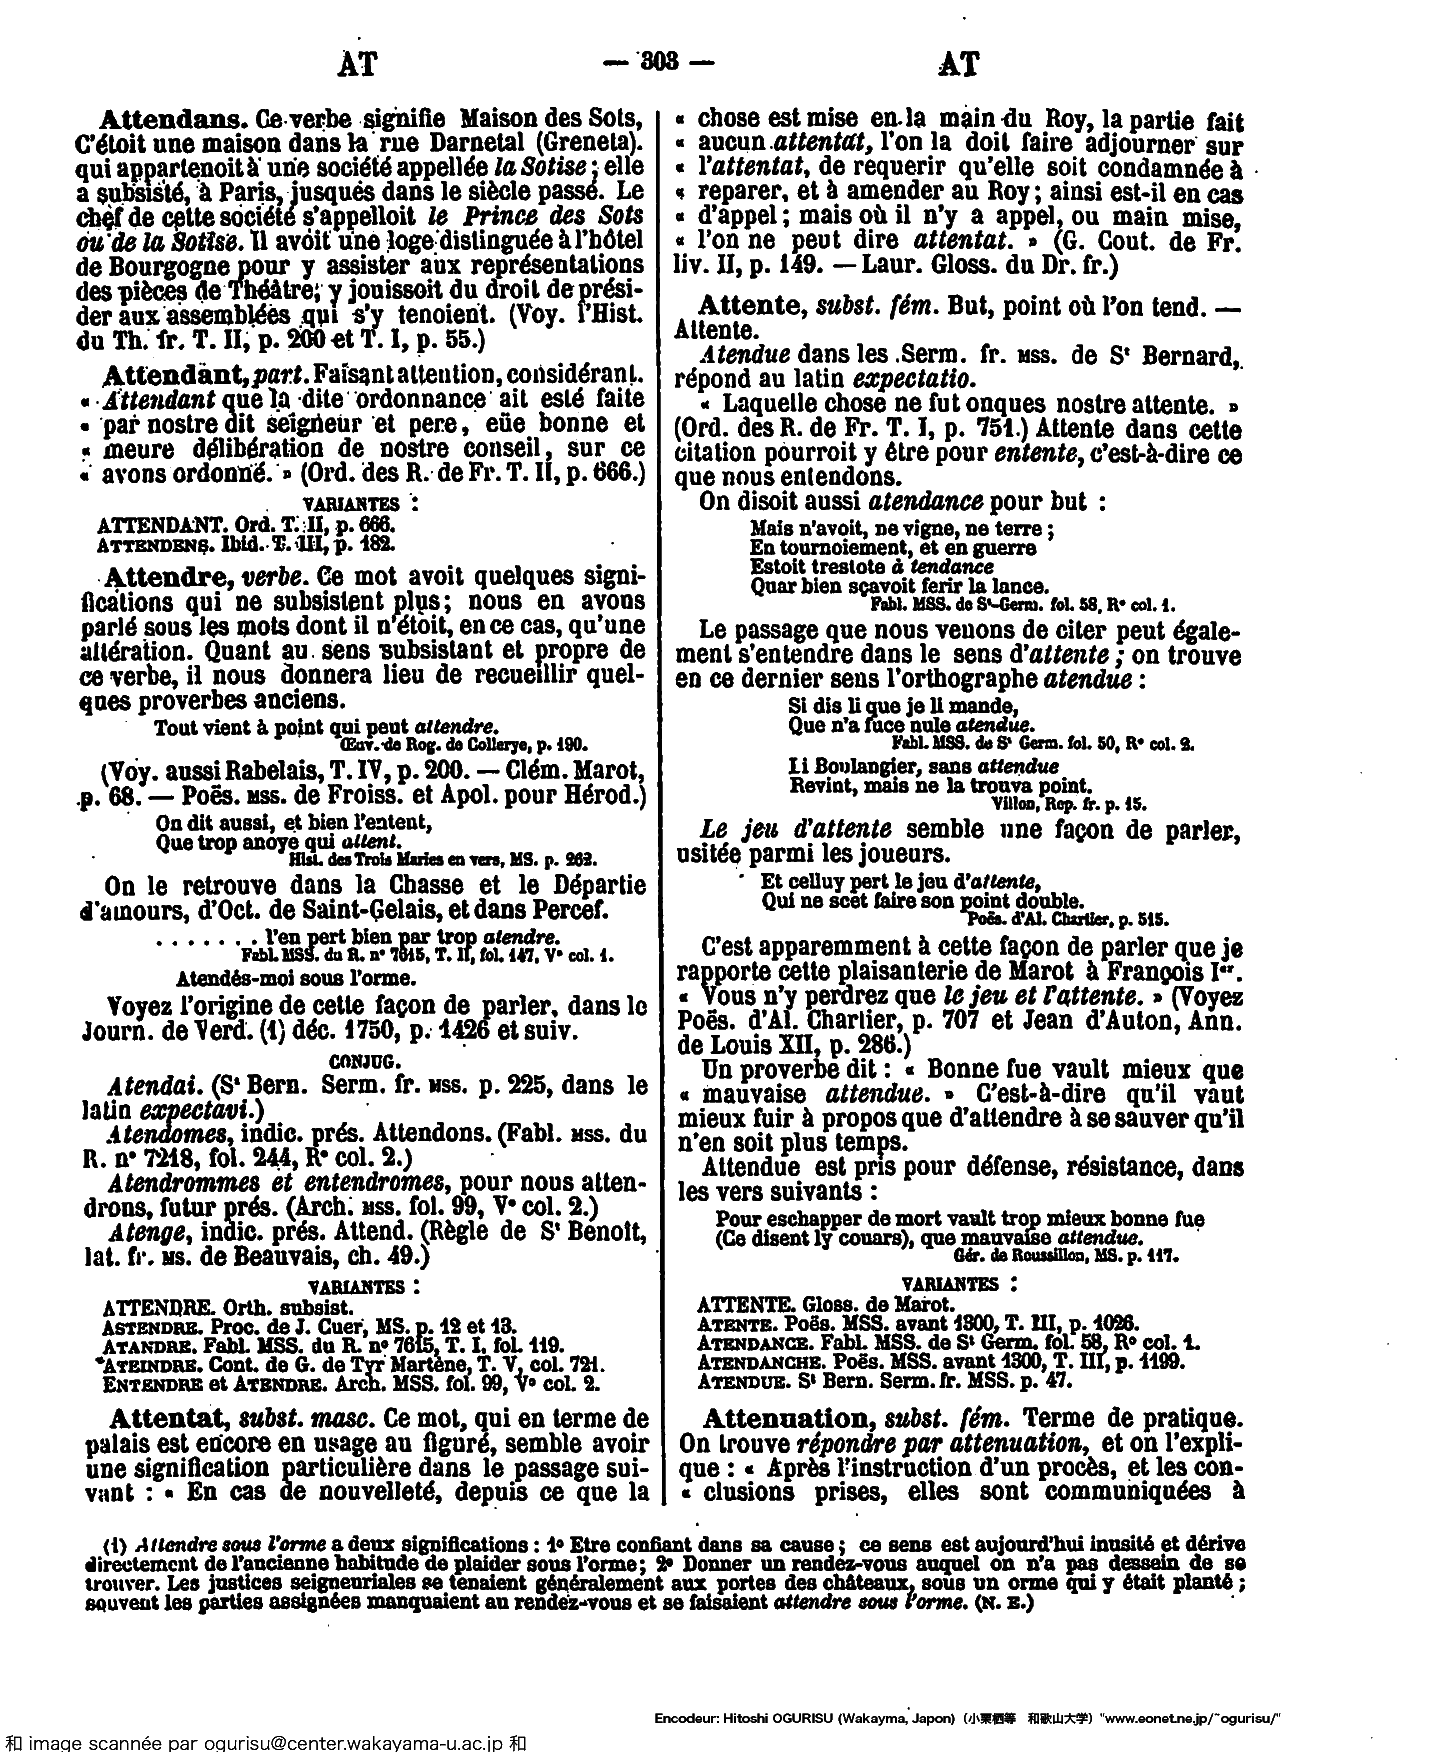 AT — 303 — AT
Attendans. Ce verbe signifie Maison des Sots,
C'étoit une maison dans la rue Darnetal (Greneta).
qui appartenoit à une société appellée la Sotise ; elle
a subsisté, à Paris, jusques dans le siècle passé. Le
chef de cette société s'appelloit le Prince des Sots
ou de la Sotise. Il avoit une loge distinguée à l'hôtel
de Bourgogne pour y assister aux représentations
des pièces de Théâtre; y jouissoit du droit de prési-
der aux assemblées qui s'y tenoient. (Voy. l'Hist.
du Th. fr. T. II, p. 200 et T. I, p. 55.)
Attendant, part. Faisant attention, considérant.
« Attendant que la dite ordonnance ait esté faite
« par nostre dit seigneur et pere, eüe bonne et
« meure délibération de nostre conseil, sur ce
« avons ordonné. » (Ord. des R. de Fr. T. II, p. 666.)
VARIANTES :
ATTENDANT. Ord. T. II, p. 666.
ATTENDENS. Ibid. T. III, p. 182.
Attendre, verbe. Ce mot avoit quelques signi-
fications qui ne subsistent plus; nous en avons
parlé sous les mots dont il n'étoit, en ce cas, qu'une
altération. Quant au sens subsistant et propre de
ce verbe, il nous donnera lieu de recueillir quel-
ques proverbes anciens.
Tout vient à point qui peut attendre.
Œuv. de Rog. de Collerye, p. 190.
(Voy. aussi Rabelais, T. IV, p. 200. — Clém. Marot,
p. 68. — Poës. MSS. de Froiss. et Apol. pour Hérod.)
On dit aussi, et bien l'entent,
Que trop anoye qui attent.
Hist. des Trois Maries en vers, MS. p. 262.
On le retrouve dans la Chasse et le Départie
d'amours, d'Oct. de Saint-Gelais, et dans Percef.
. . . . . . . l'en pert bien par trop atendre.
Fabl. MSS. du R. n° 7615, T. II, fol. 147, V° col. 1.
Atendés-moi sous l'orme.
Voyez l'origine de cette façon de parler, dans le
Journ. de Verd. (1) déc. 1750, p. 1426 et suiv.
CONJUG.
Atendai. (St Bern. Serm. fr. MSS. p. 225, dans le
latin expectavi.)
Atendomes, indic. prés. Attendons. (Fabl. MSS. du
R. n° 7218, fol. 244, R° col. 2.)
Atendrommes et entendromes, pour nous atten-
drons, futur prés. (Arch. MSS. fol. 99, V° col. 2.)
Atenge, indic. prés. Attend. (Règle de St Benoit,
lat. fr. MS. de Beauvais, ch. 49.)
VARIANTES :
ATTENDRE. Orth. subsist.
ASTENDRE. Proc. de J. Cuer, MS. p. 12 et 13.
ATANDRE. Fabl. MSS. du R. n° 7615, T. I, fol. 119.
ATEINDRE. Cont. de G. de Tyr Martène, T. V, col. 721.
ENTENDRE et ATENDRE. Arch. MSS. fol. 99, V° col. 2.
Attentat, subst. masc. Ce mot, qui en terme de
palais est encore en usage au figuré, semble avoir
une signification particulière dans le passage sui-
vant : « En cas de nouvelleté, depuis ce que la
« chose est mise en la main du Roy, la partie fait
« aucun attentat, l'on la doit faire adjourner sur
« l'attentat, de requerir qu'elle soit condamnée à
« reparer, et à amender au Roy; ainsi est-il en cas
« d'appel; mais où il n'y a appel, ou main mise,
« l'on ne peut dire attentat. » (G. Cout. de Fr.
liv. II, p. 149. — Laur. Gloss. du Dr. fr.)
Attente, subst. fém. But, point où l'on tend. —
Attente.
Atendue dans les Serm. fr. MSS. de St Bernard,
répond au latin expectatio.
« Laquelle chose ne fut onques nostre attente. »
(Ord. des R. de Fr. T. I, p. 751.) Attente dans cette
citation pourroit y être pour entente, c'est-à-dire ce
que nous entendons.
On disoit aussi atendance pour but :
Mais n'avoit, ne vigne, ne terre ;
En tournoiement, et en guerre
Estoit trestote à tendance
Quar bien sçavoit ferir la lance.
Fabl. MSS. de St-Germ. fol. 58, R° col. 1.
Le passage que nous venons de citer peut égale-
ment s'entendre dans le sens d'attente ; on trouve
en ce dernier sens l'orthographe atendue :
Si dis li que je li mande,
Que n'a fuce nule atendue.
Fabl. MSS. de St Germ. fol. 50, R° col. 2.
Li Boulangier, sans attendue
Revint, mais ne la trouva point.
Villon, Rep. fr. p. 15.
Le jeu d'attente semble une façon de parler,
usitée parmi les joueurs.
Et celluy pert le jeu d'attente,
Qui ne scet faire son point double.
Poës. d'Al. Chartier, p. 515.
C'est apparemment à cette façon de parler que je
rapporte cette plaisanterie de Marot à François Ier.
« Vous n'y perdrez que le jeu et l'attente. » (Voyez
Poës. d'Al. Chartier, p. 707 et Jean d'Auton, Ann.
de Louis XII, p. 286.)
Un proverbe dit : « Bonne fue vault mieux que
« mauvaise attendue. » C'est-à-dire qu'il vaut
mieux fuir à propos que d'attendre à se sauver qu'il
n'en soit plus temps.
Attendue est pris pour défense, résistance, dans
les vers suivants :
Pour eschapper de mort vault trop mieux bonne fue
(Ce disent ly couars), que mauvaise attendue.
Gér. de Roussillon, MS. p. 117.
VARIANTES :
ATTENTE. Gloss. de Marot.
ATENTE. Poës. MSS. avant 1300, T. III, p. 1026.
ATENDANCE. Fabl. MSS. de St Germ. fol. 58, R° col. 1.
ATENDANCHE. Poës. MSS. avant 1300, T. III, p. 1199.
ATENDUE. St Bern. Serm. fr. MSS. p. 47.
Attenuation, subst. fém. Terme de pratique.
On trouve répondre par attenuation, et on l'expli-
que : « Après l'instruction d'un procès, et les con-
« clusions prises, elles sont communiquées à
(1) Attendre sous l'orme a deux significations : 1° Etre confiant dans sa cause ; ce sens est aujourd'hui inusité et dérive
directement de l'ancienne habitude de plaider sous l'orme; 2° Donner un rendez-vous auquel on n'a pas dessein de se
trouver. Les justices seigneuriales se tenaient généralement aux portes des châteaux, sous un orme qui y était planté ;
souvent les parties assignées manquaient au rendez-vous et se faisaient attendre sous l'orme. (N. E.)
Encodeur: Hitoshi OGURISU (Wakayma, Japon) (小栗栖等 和歌山大学) "www.eonet.ne.jp/~ogurisu/"
和 image scannée par ogurisu@center.wakayama-u.ac.jp 和